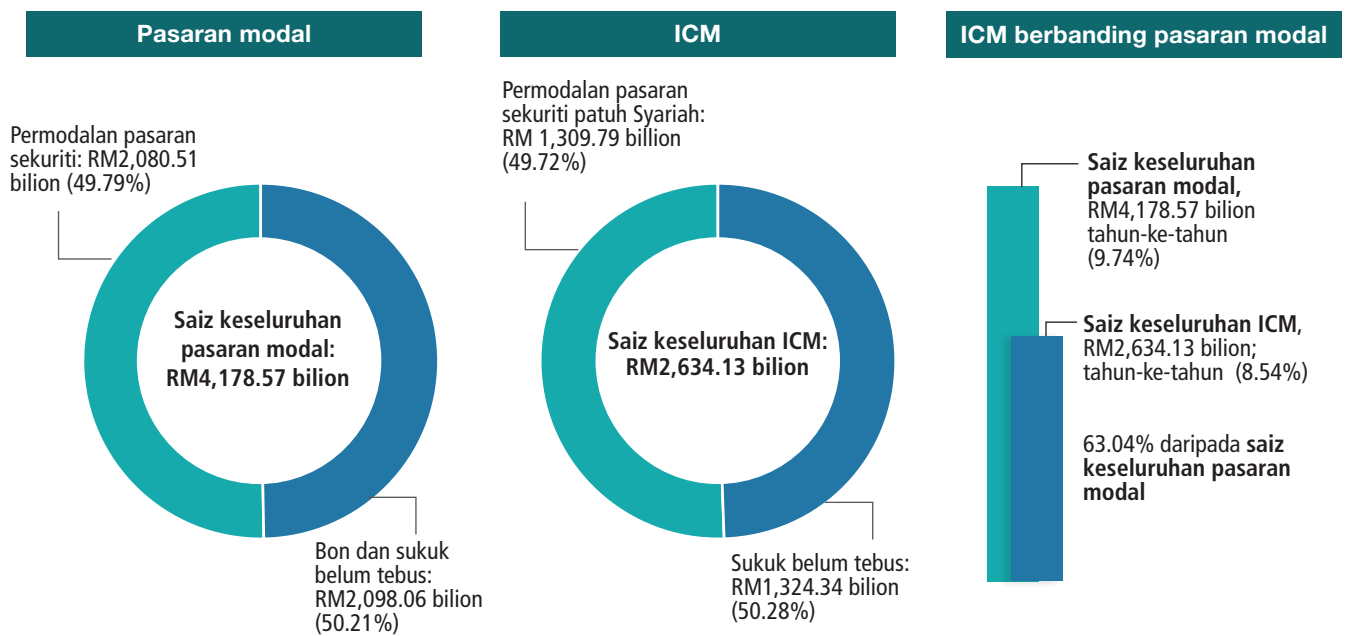 Pasaran modal
Permodalan pasaran
sekuriti: RM2,080.51
bilion (49.79%)
Saiz keseluruhan
pasaran modal:
RM4,178.57 bilion
Bon dan sukuk
belum tebus:
RM2,098.06 bilion
(50.21%)
ICM
Permodalan pasaran
sekuriti patuh Syariah:
RM 1,309.79 billion
(49.72%)
Saiz keseluruhan ICM:
RM2,634.13 bilion
Sukuk belum tebus:
RM1,324.34 bilion
(50.28%)
ICM berbanding pasaran modal
Saiz keseluruhan
pasaran modal,
RM4,178.57 bilion
tahun-ke-tahun
(9.74%)
Saiz keseluruhan ICM,
RM2,634.13 bilion;
tahun-ke-tahun (8.54%)
63.04% daripada saiz
keseluruhan pasaran
modal